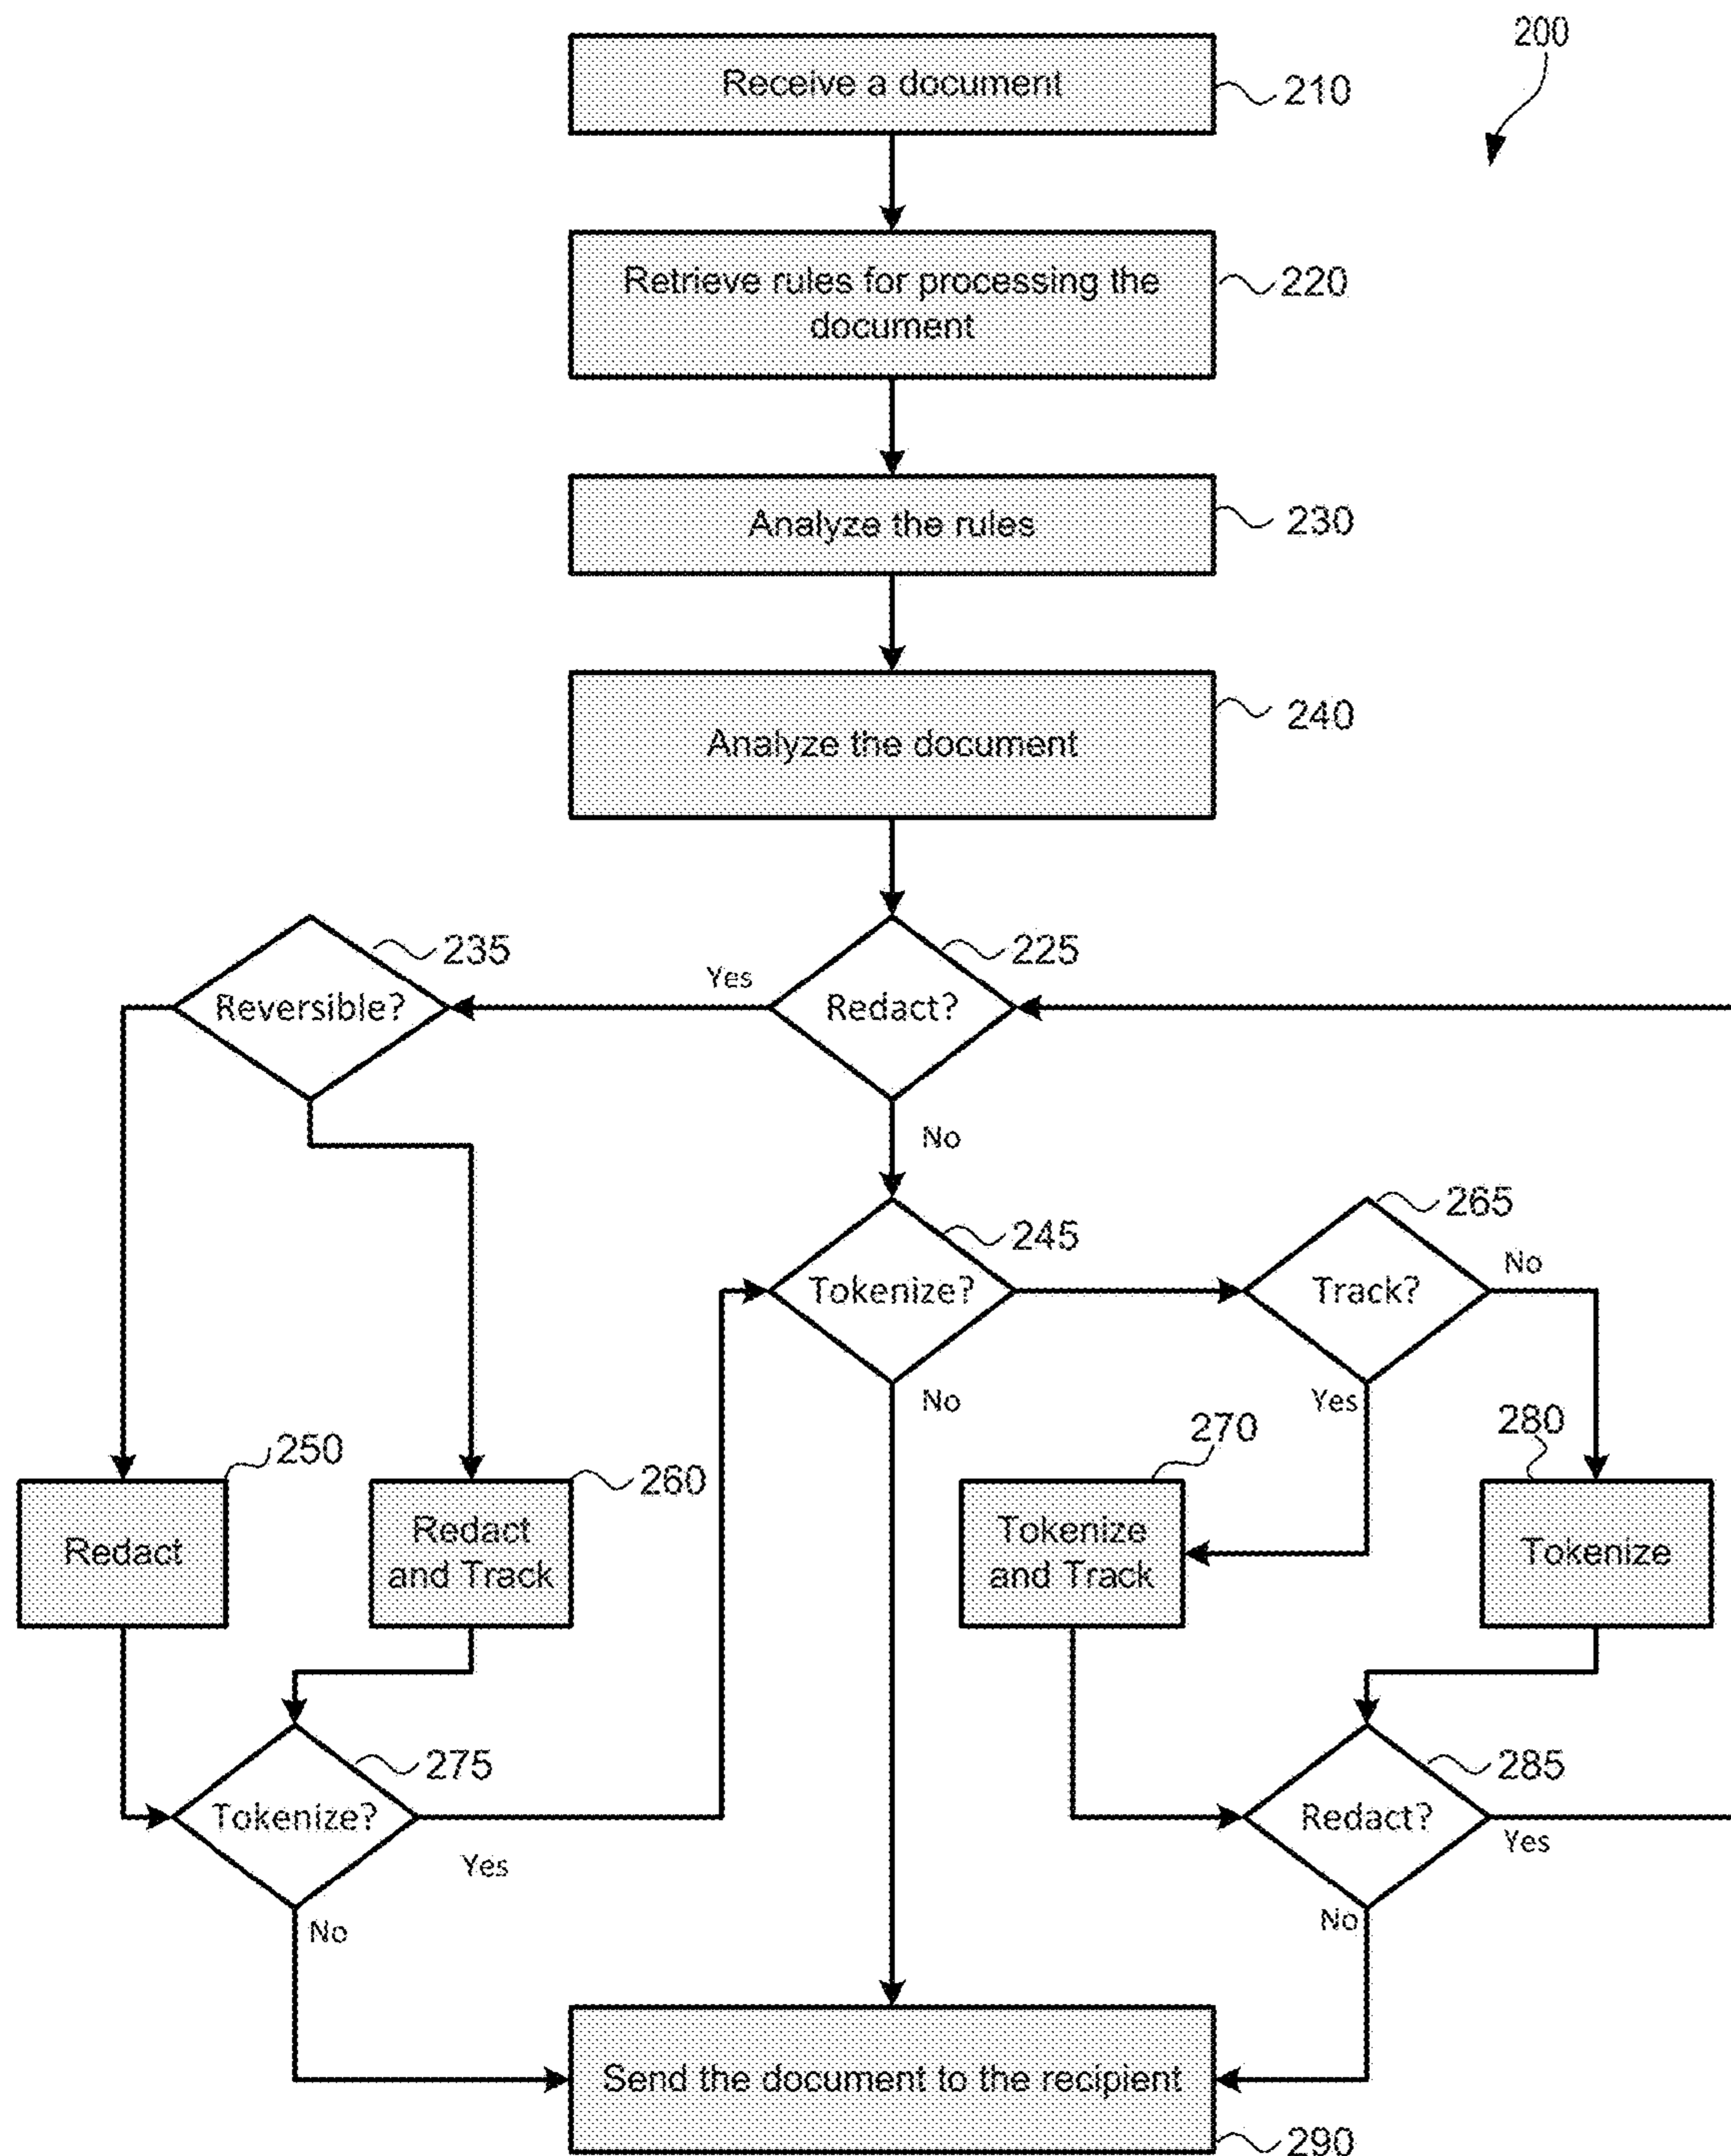 200
Receive a document
210
Retrieve rules for processing the
document
220
Analyze the rules
230
Analyze the document
240
235
225
Reversible?
Yes
Redact?
No
265
245
Tokenize?
Track?
No
No
Yes
250
260
270
280
Redact
Redact
and Track
Tokenize
and Track
Tokenize
275
285
Tokenize?
Redact?
Yes
Yes
No
No
Send the document to the recipient
290